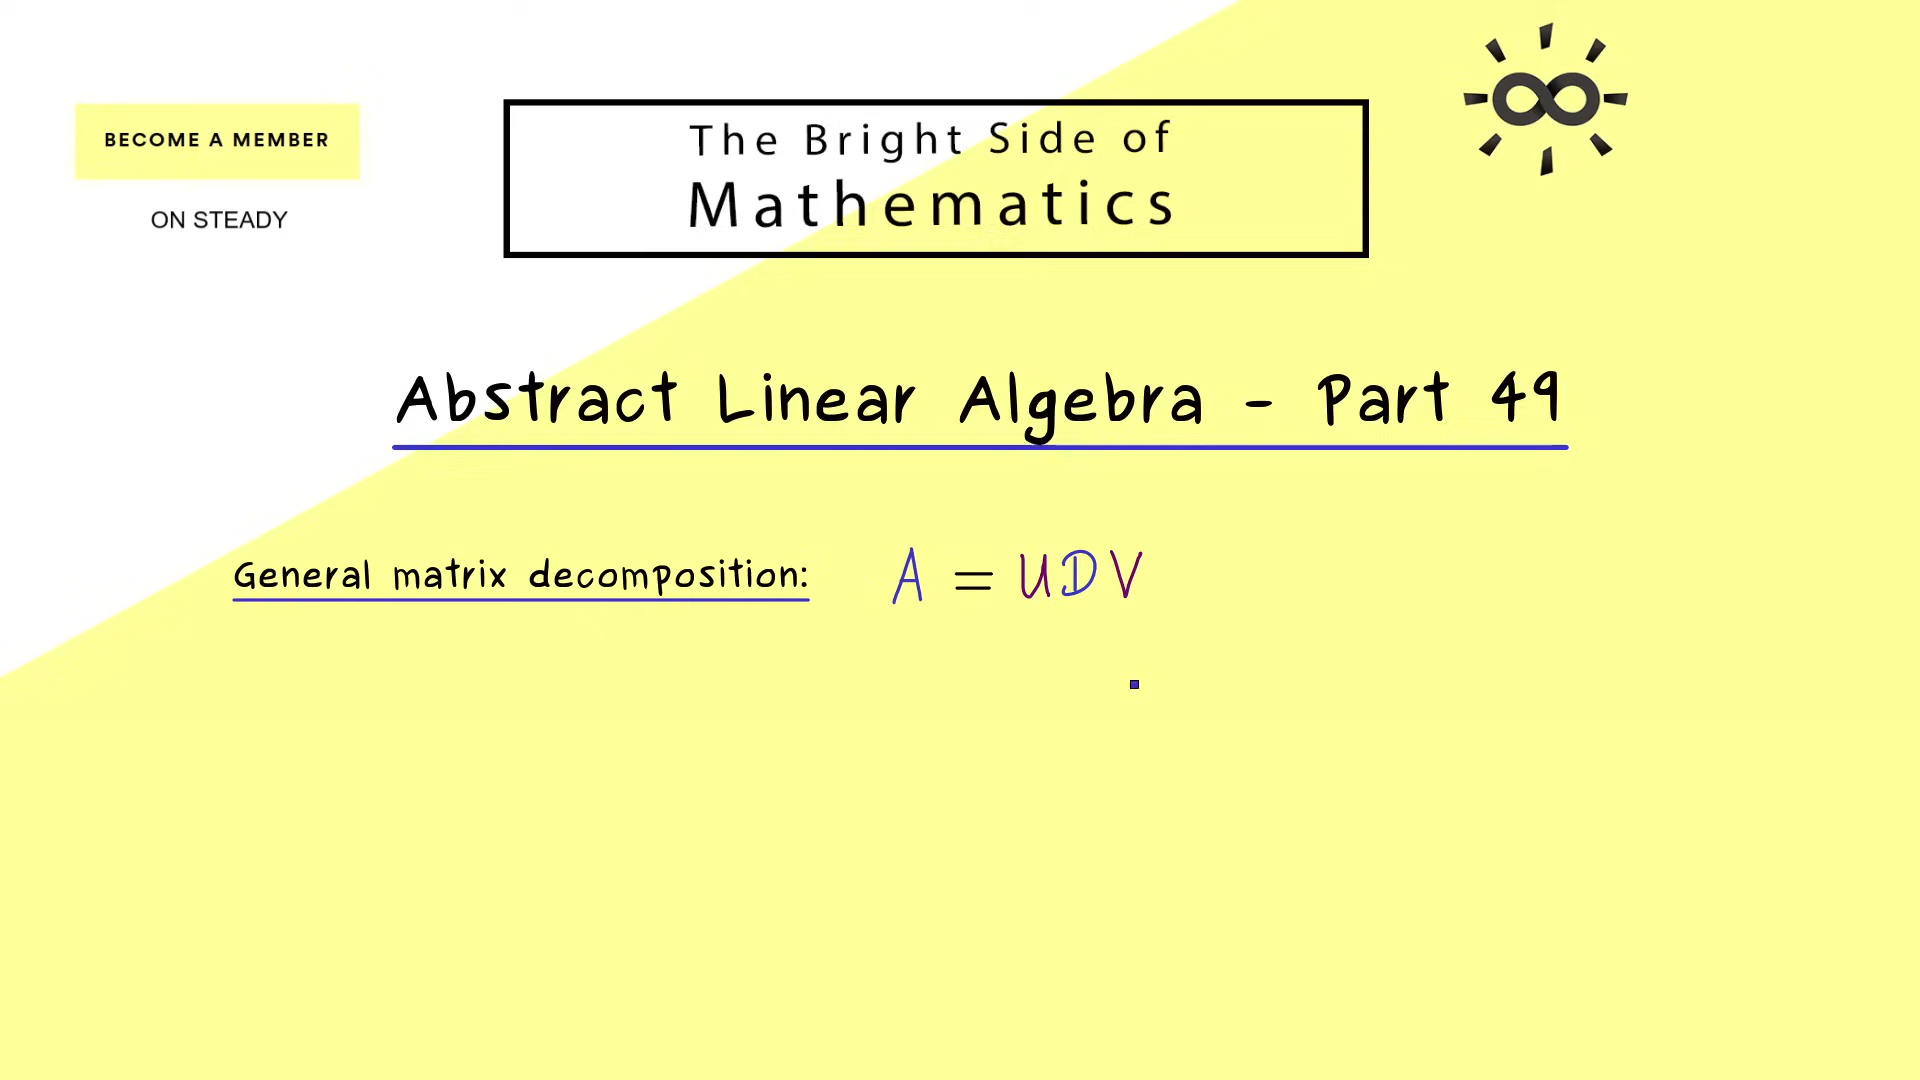 BECOME A MEMBER
ON STEADY
The Bright Side of
Mathematics
Abstract Linear Algebra - Part 49
General matrix decomposition: A = UDV